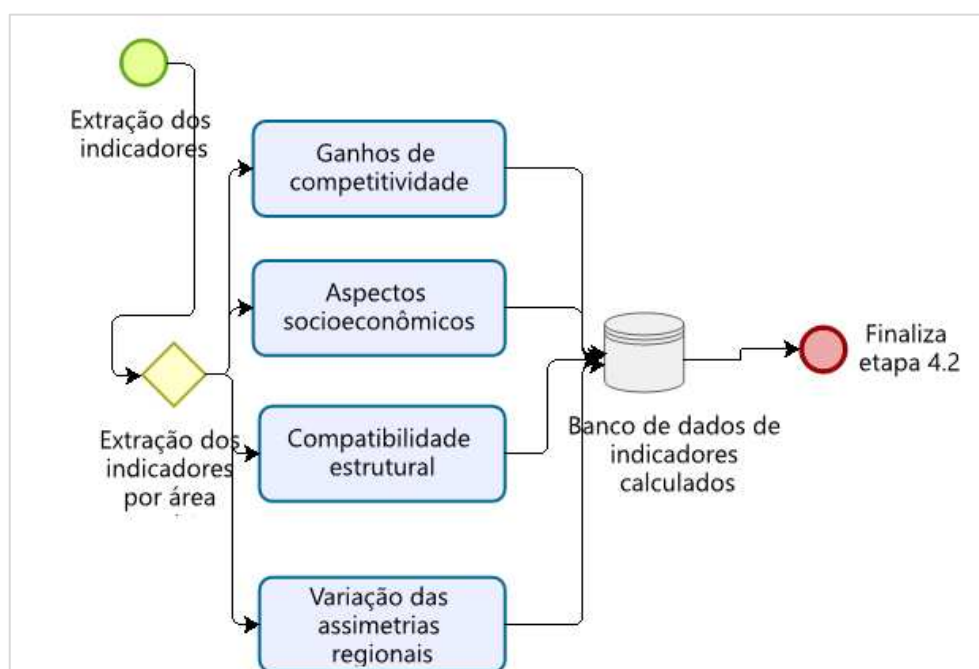 Extração dos
indicadores
Ganhos de
competitividade
Aspectos
socioeconômicos
Extração dos
indicadores
por área
Compatibilidade
estrutural
Variação das
assimetrias
regionais
Banco de dados de
indicadores
calculados
Finaliza
etapa 4.2